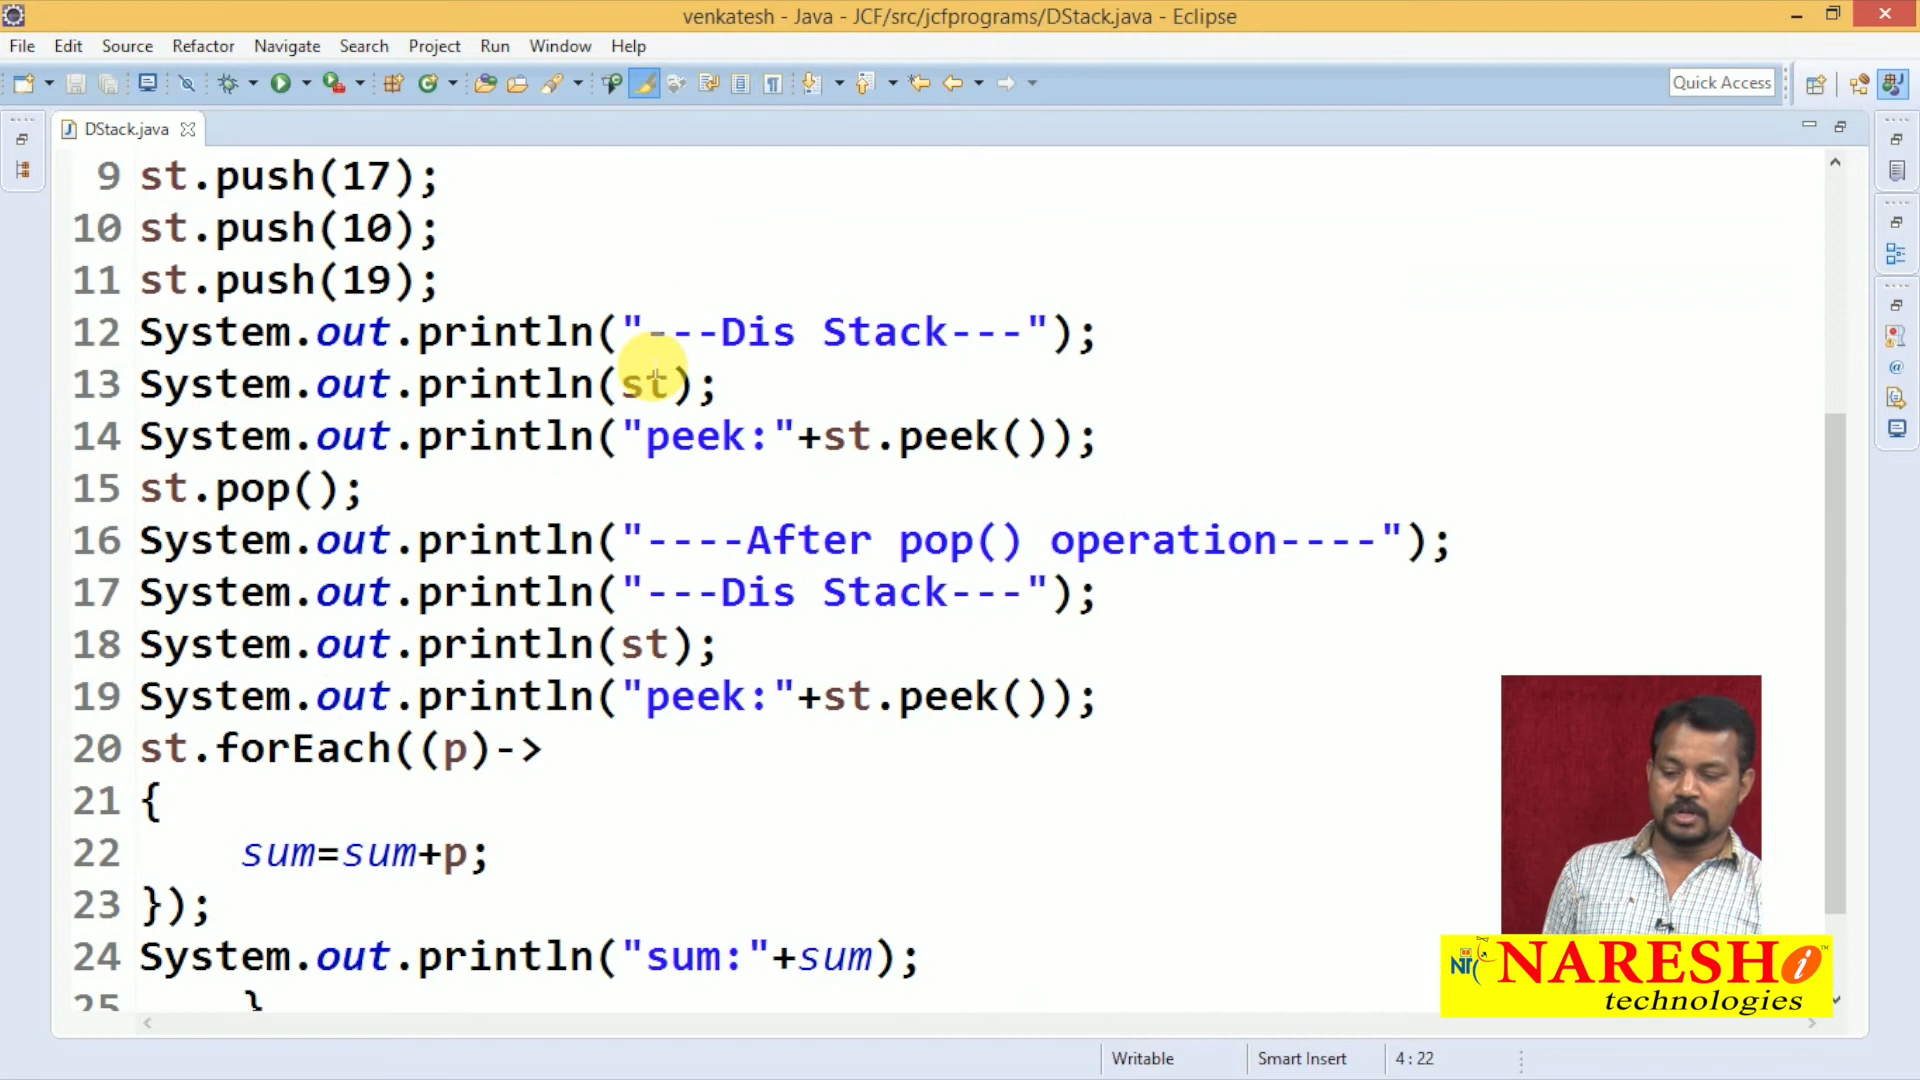 venkatesh - Java - JCF/src/jcfprograms/DStack.java - Eclipse
File Edit Source Refactor Navigate Search Project Run Window Help
Quick Access
DStack.java
9 st.push(17);
10 st.push(10);
11 st.push(19);
12 System.out.println("---Dis Stack---");
13 System.out.println(st);
14 System.out.println("peek:"+st.peek());
15 st.pop();
16 System.out.println("----After pop() operation----");
17 System.out.println("---Dis Stack---");
18 System.out.println(st);
19 System.out.println("peek:"+st.peek());
20 st.forEach((p)->
21 {
22 sum=sum+p;
23 });
24 System.out.println("sum:"+sum);
25 }
NARESH i
technologies
Writable Smart Insert 4 : 22